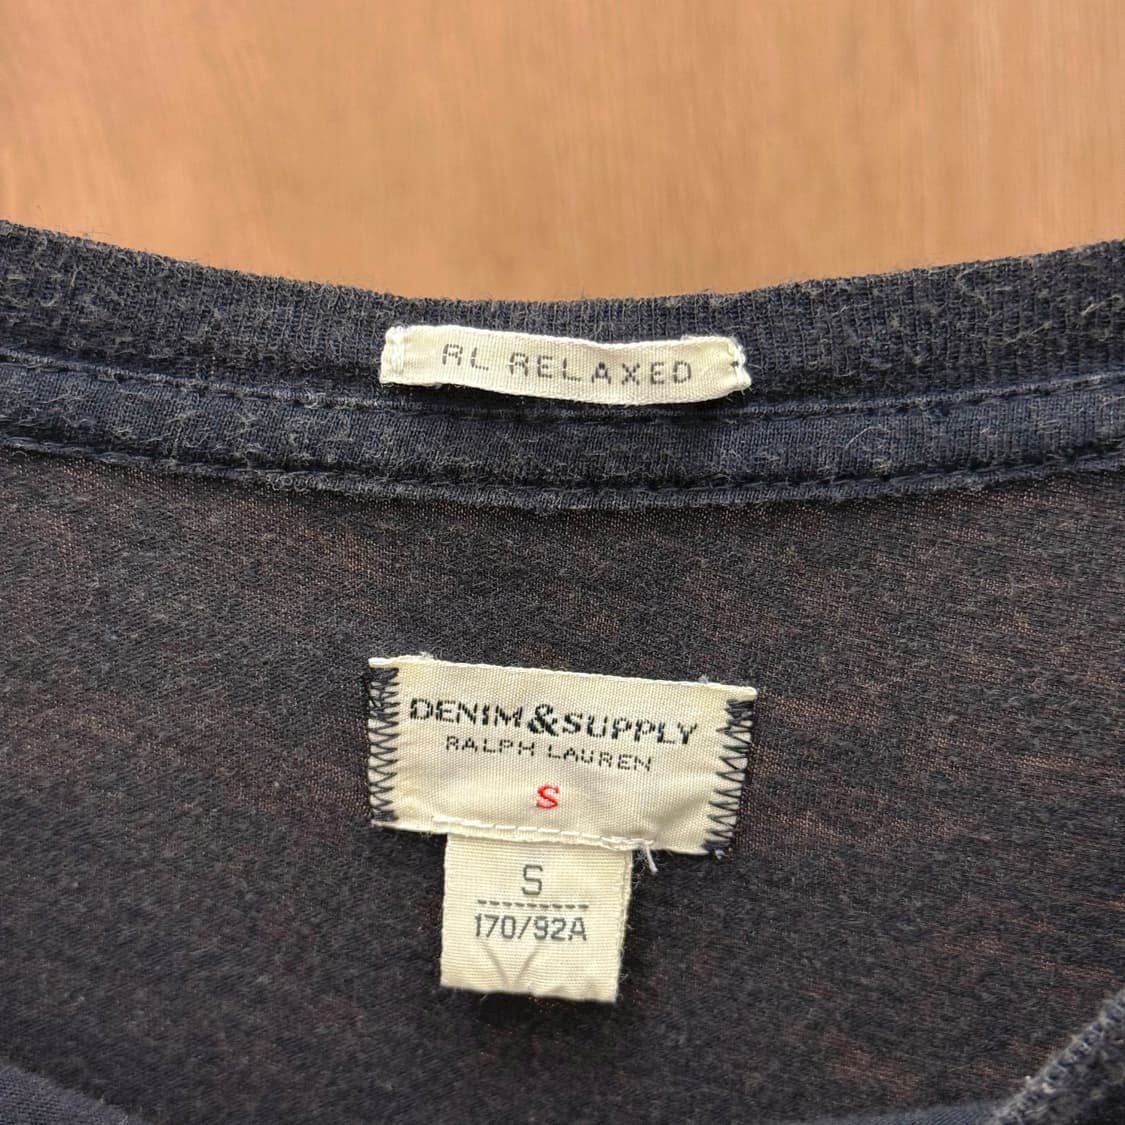 RL RELAXED
DENIM&SUPPLY
RALPH LAUREN
S
S
170/92A